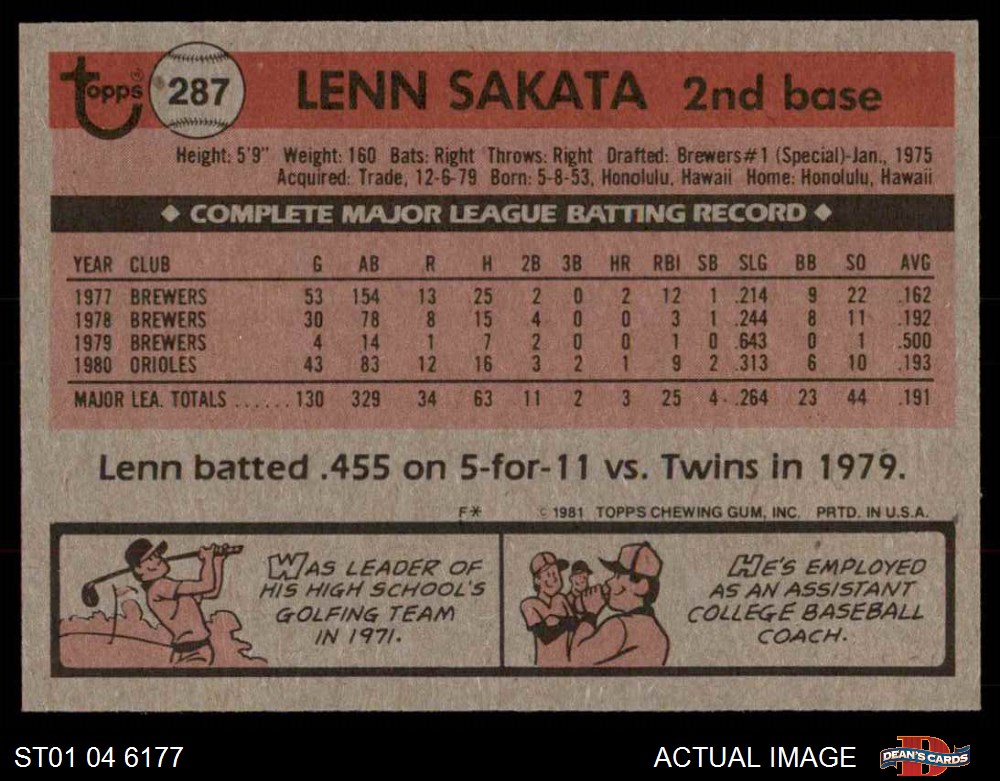 topps® 287 LENN SAKATA 2nd base
Height: 5'9" Weight: 160 Bats: Right Throws: Right Drafted: Brewers#1 (Special)-Jan., 1975
Acquired: Trade, 12-6-79 Born: 5-8-53, Honolulu, Hawaii Home: Honolulu, Hawaii
◆ COMPLETE MAJOR LEAGUE BATTING RECORD ◆
YEAR CLUB G AB R H 2B 3B HR RBI SB SLG BB SO AVG
1977 BREWERS 53 154 13 25 2 0 2 12 1 .214 9 22 .162
1978 BREWERS 30 78 8 15 4 0 0 3 1 .244 8 11 .192
1979 BREWERS 4 14 1 7 2 0 0 1 0 .643 0 1 .500
1980 ORIOLES 43 83 12 16 3 2 1 9 2 .313 6 10 .193
MAJOR LEA. TOTALS ...... 130 329 34 63 11 2 3 25 4 .264 23 44 .191
Lenn batted .455 on 5-for-11 vs. Twins in 1979.
F* © 1981 TOPPS CHEWING GUM, INC. PRTD. IN U.S.A.
WAS LEADER OF
HIS HIGH SCHOOL'S
GOLFING TEAM
IN 1971.
HE'S EMPLOYED
AS AN ASSISTANT
COLLEGE BASEBALL
COACH.
ST01 04 6177 ACTUAL IMAGE D DEAN'S CARDS